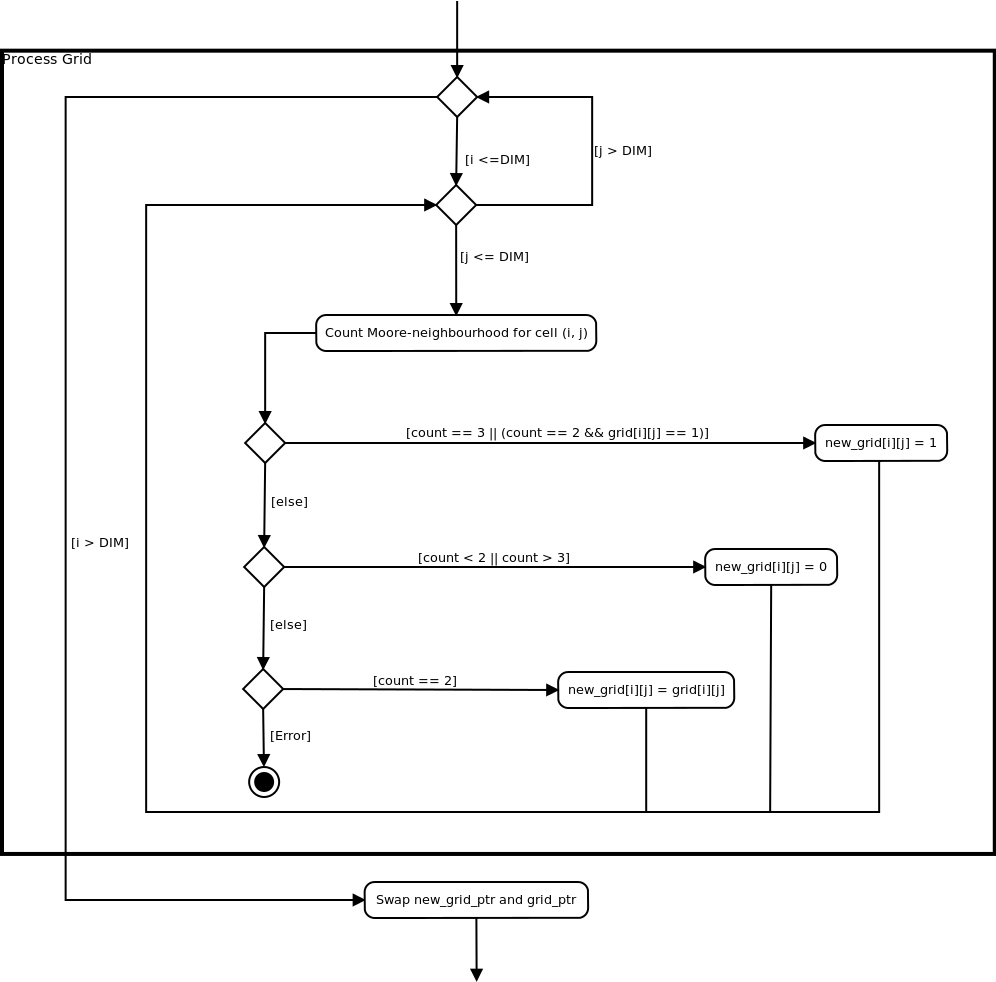 Process Grid
[i <=DIM]
[j > DIM]
[j <= DIM]
Count Moore-neighbourhood for cell (i, j)
[count == 3 || (count == 2 && grid[i][j] == 1)]
new_grid[i][j] = 1
[else]
[i > DIM]
[count < 2 || count > 3]
new_grid[i][j] = 0
[else]
[count == 2]
new_grid[i][j] = grid[i][j]
[Error]
Swap new_grid_ptr and grid_ptr